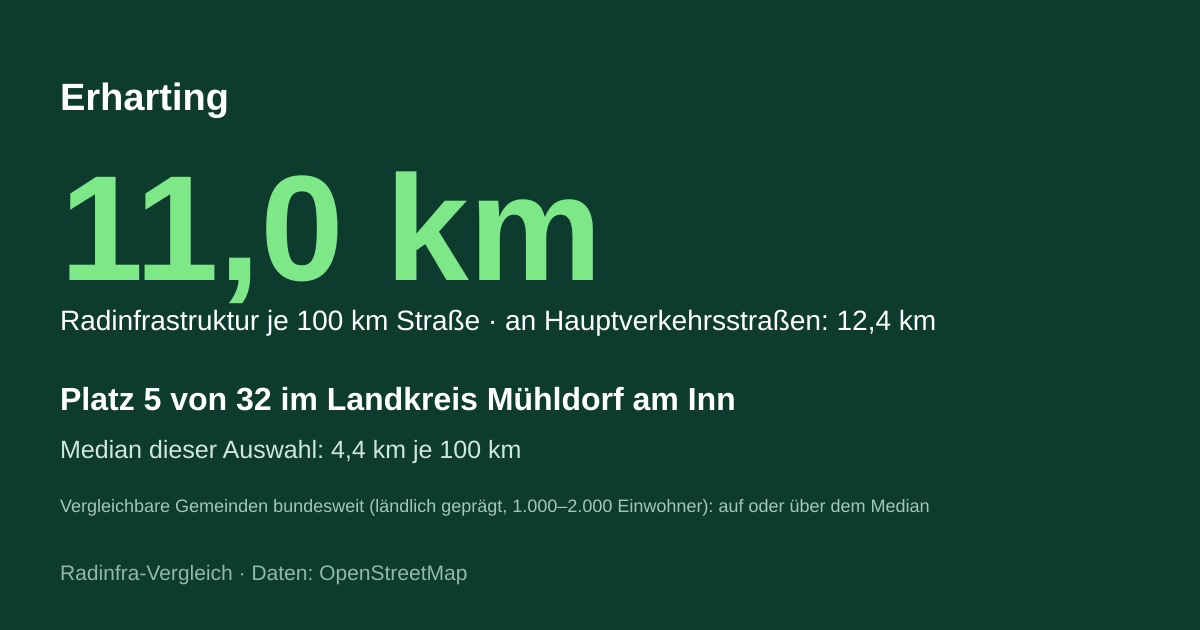 Erharting
11,0 km
Radinfrastruktur je 100 km Straße · an Hauptverkehrsstraßen: 12,4 km
Platz 5 von 32 im Landkreis Mühldorf am Inn
Median dieser Auswahl: 4,4 km je 100 km
Vergleichbare Gemeinden bundesweit (ländlich geprägt, 1.000–2.000 Einwohner): auf oder über dem Median
Radinfra-Vergleich · Daten: OpenStreetMap